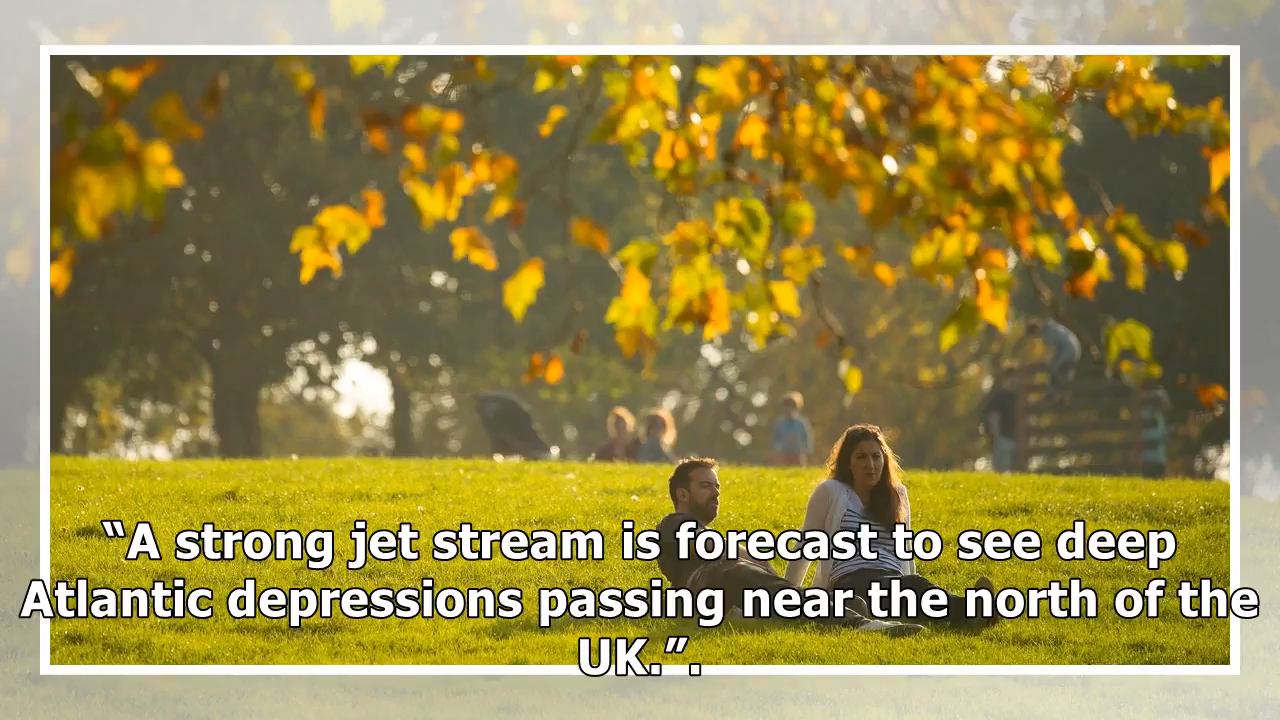 “A strong jet stream is forecast to see deep
Atlantic depressions passing near the north of the
UK.”.